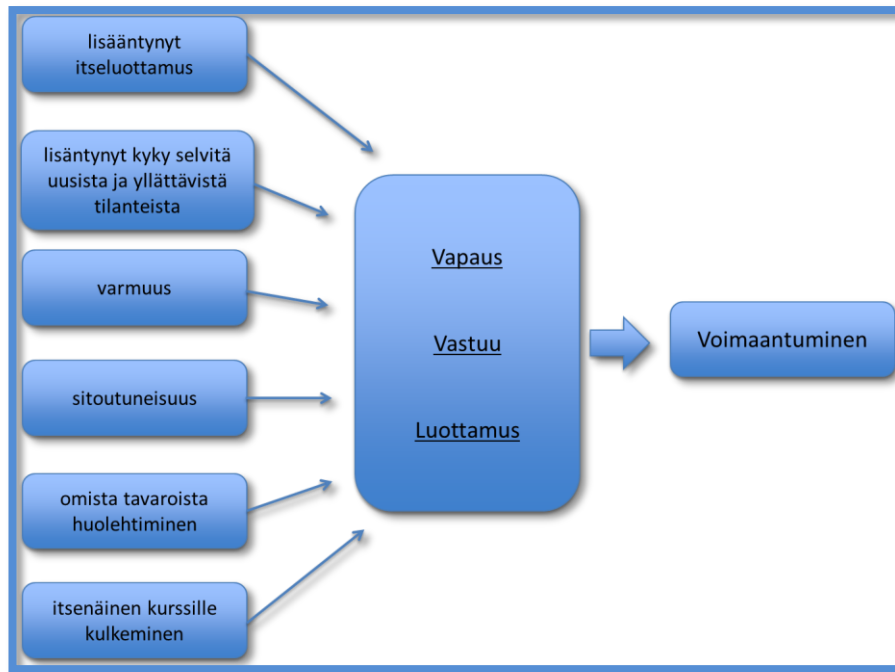 lisääntynyt
itseluottamus
lisäntynyt kyky selvitä
uusista ja yllättävistä
tilanteista
varmuus
sitoutuneisuus
omista tavaroista
huolehtiminen
itsenäinen kurssille
kulkeminen
Vapaus
Vastuu
Luottamus
Voimaantuminen